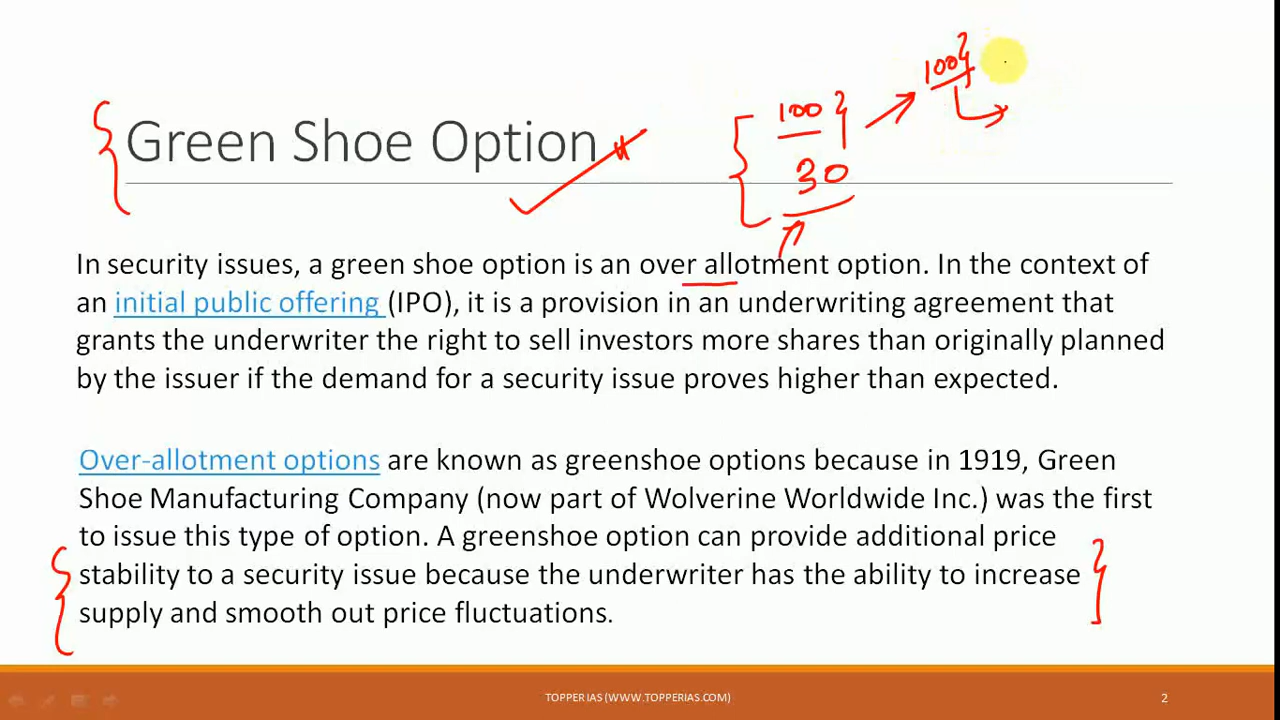 100
100
30
Green Shoe Option
In security issues, a green shoe option is an over allotment option. In the context of
an initial public offering (IPO), it is a provision in an underwriting agreement that
grants the underwriter the right to sell investors more shares than originally planned
by the issuer if the demand for a security issue proves higher than expected.
Over-allotment options are known as greenshoe options because in 1919, Green
Shoe Manufacturing Company (now part of Wolverine Worldwide Inc.) was the first
to issue this type of option. A greenshoe option can provide additional price
stability to a security issue because the underwriter has the ability to increase
supply and smooth out price fluctuations.
TOPPER IAS (WWW.TOPPERIAS.COM)
2